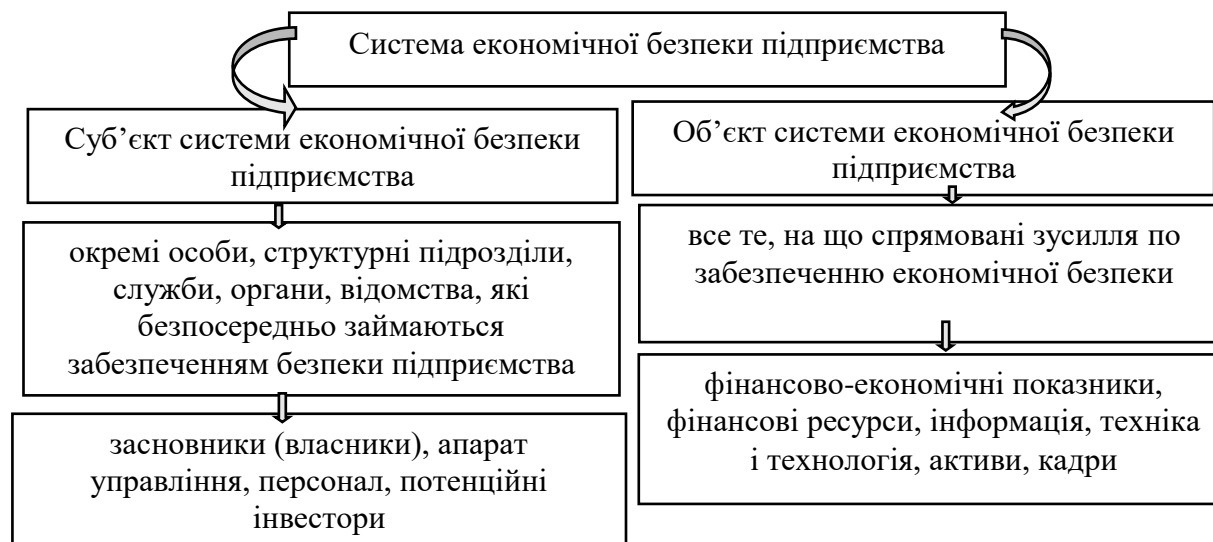 Система економічної безпеки підприємства
Суб’єкт системи економічної безпеки
підприємства
окремі особи, структурні підрозділи,
служби, органи, відомства, які
безпосередньо займаються
забезпеченням безпеки підприємства
засновники (власники), апарат
управління, персонал, потенційні
інвестори
Об’єкт системи економічної безпеки
підприємства
все те, на що спрямовані зусилля по
забезпеченню економічної безпеки
фінансово-економічні показники,
фінансові ресурси, інформація, техніка
і технологія, активи, кадри